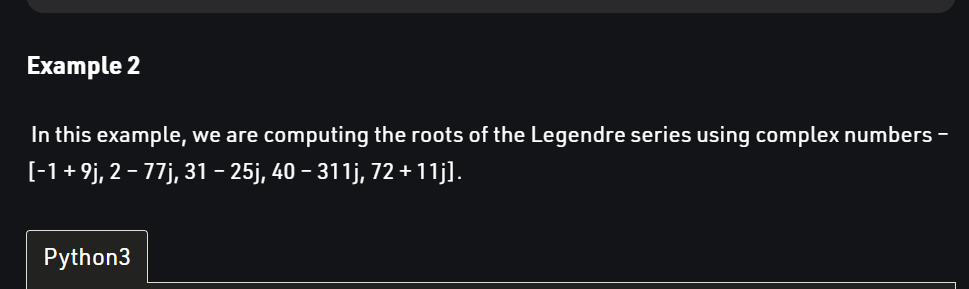 Example 2
In this example, we are computing the roots of the Legendre series using complex numbers –
[-1 + 9j, 2 – 77j, 31 – 25j, 40 – 311j, 72 + 11j].
Python3